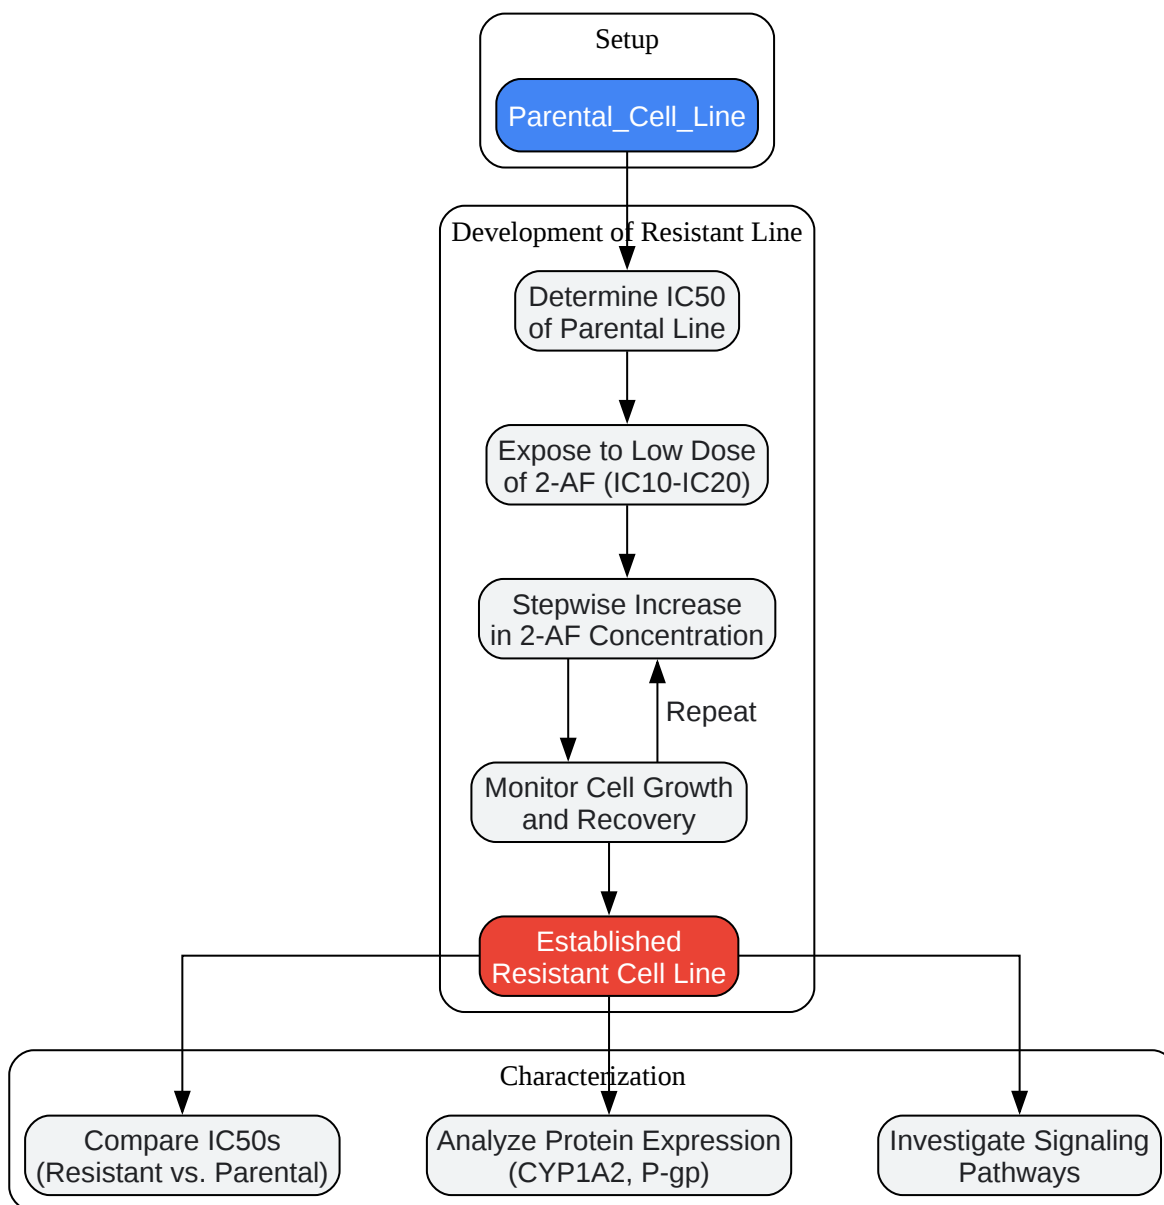 Setup
Parental_Cell_Line
Development of Resistant Line
Determine IC50
of Parental Line
Expose to Low Dose
of 2-AF (IC10-IC20)
Stepwise Increase
in 2-AF Concentration
Repeat
Monitor Cell Growth
and Recovery
Established
Resistant Cell Line
Characterization
Compare IC50s
(Resistant vs. Parental)
Analyze Protein Expression
(CYP1A2, P-gp)
Investigate Signaling
Pathways